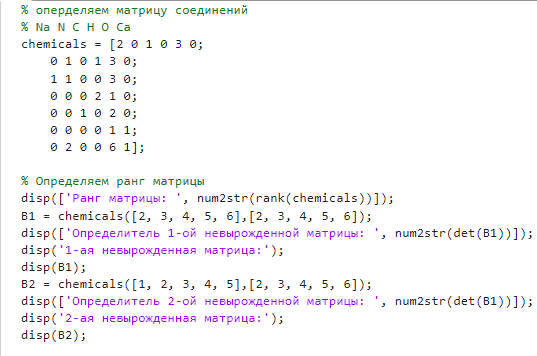 % оперделяем матрицу соединений
% Na N C H O Ca
chemicals = [2 0 1 0 3 0;
0 1 0 1 3 0;
1 1 0 0 3 0;
0 0 0 2 1 0;
0 0 1 0 2 0;
0 0 0 0 1 1;
0 2 0 0 6 1];
% Определяем ранг матрицы
disp(['Ранг матрицы: ', num2str(rank(chemicals))]);
B1 = chemicals([2, 3, 4, 5, 6],[2, 3, 4, 5, 6]);
disp(['Определитель 1-ой невырожденной матрицы: ', num2str(det(B1))]);
disp('1-ая невырожденная матрица:');
disp(B1);
B2 = chemicals([1, 2, 3, 4, 5],[2, 3, 4, 5, 6]);
disp(['Определитель 2-ой невырожденной матрицы: ', num2str(det(B1))]);
disp('2-ая невырожденная матрица:');
disp(B2);